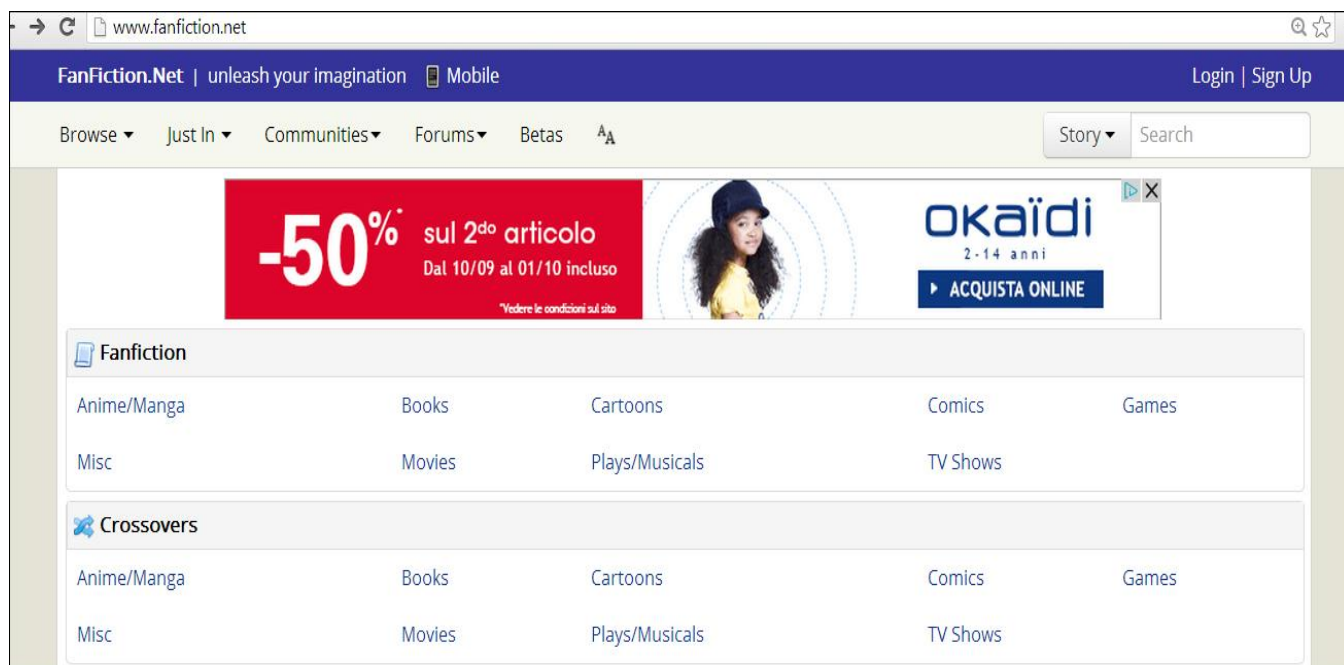 www.fanfiction.net
FanFiction.Net | unleash your imagination Mobile Login | Sign Up
Browse Just In Communities Forums Betas AA Story Search
-50%* sul 2do articolo
Dal 10/09 al 01/10 incluso
*Vedere le condizioni sul sito
OKAÏDI
2-14 anni
ACQUISTA ONLINE
Fanfiction
Anime/Manga Books Cartoons Comics Games
Misc Movies Plays/Musicals TV Shows
Crossovers
Anime/Manga Books Cartoons Comics Games
Misc Movies Plays/Musicals TV Shows